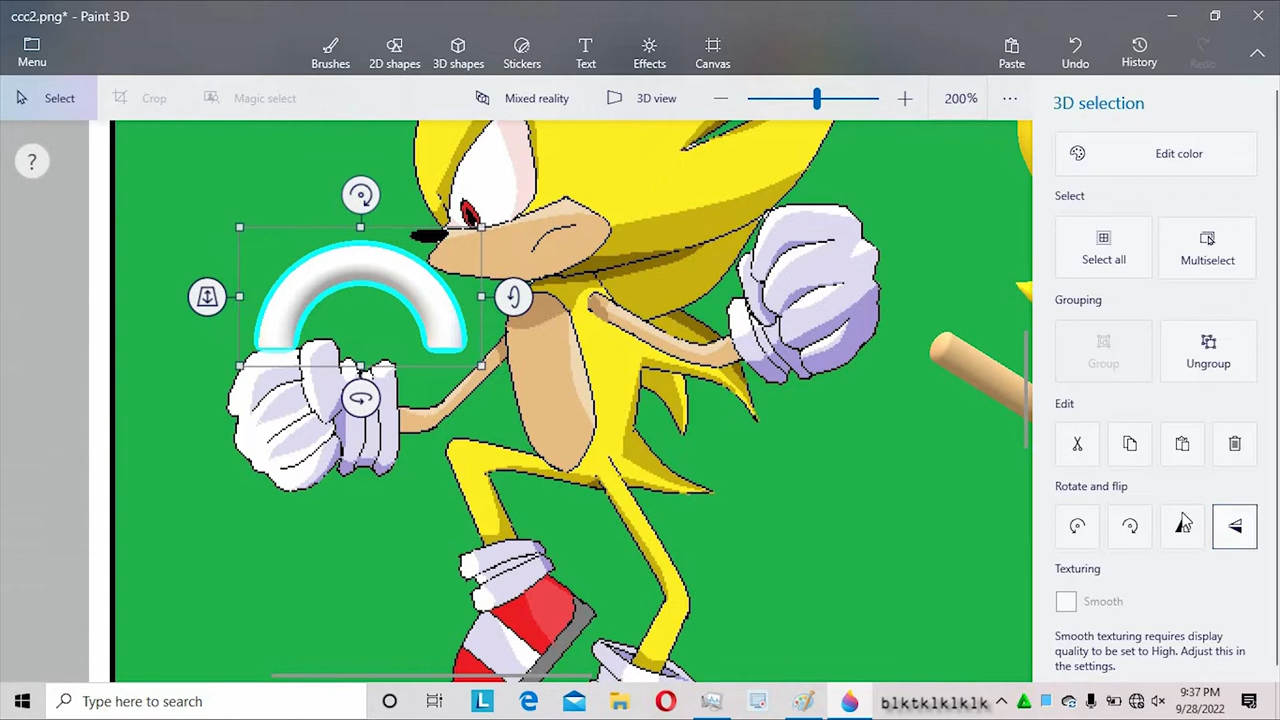 ccc2.png* - Paint 3D
Menu
Brushes
2D shapes
3D shapes
Stickers
Text
Effects
Canvas
Paste
Undo
History
Redo
Select
Crop
Magic select
Mixed reality
3D view
200%
?
3D selection
Edit color
Select
Select all
Multiselect
Grouping
Group
Ungroup
Edit
Rotate and flip
Texturing
Smooth
Smooth texturing requires display
quality to be set to High. Adjust this in
the settings.
Type here to search
L
blktklklklk
9:37 PM
9/28/2022